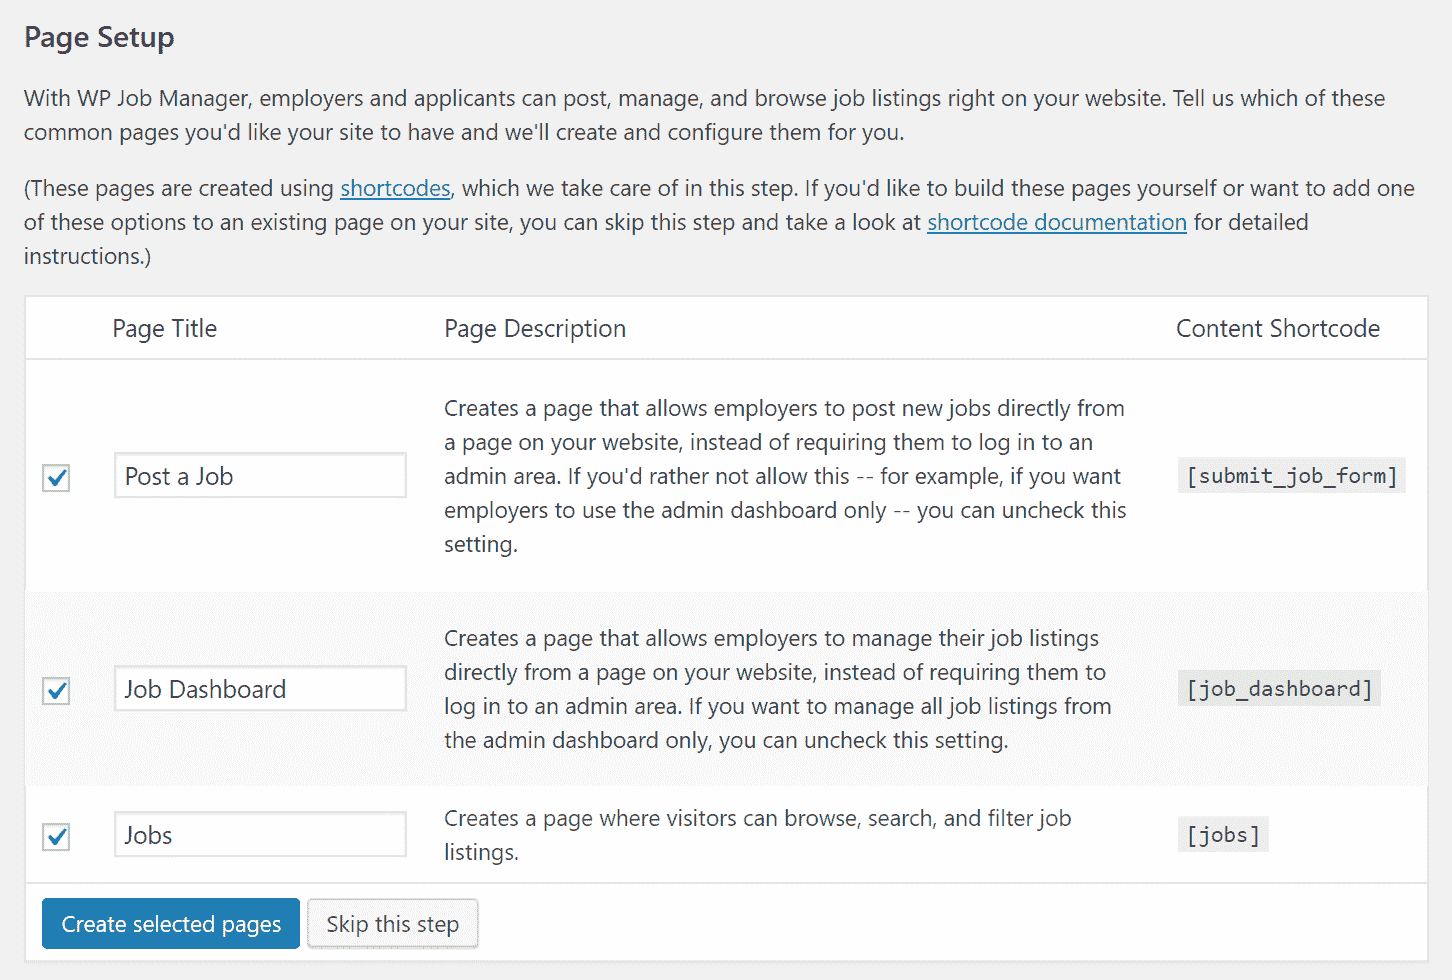 Page Setup
With WP Job Manager, employers and applicants can post, manage, and browse job listings right on your website. Tell us which of these
common pages you'd like your site to have and we'll create and configure them for you.
(These pages are created using shortcodes, which we take care of in this step. If you'd like to build these pages yourself or want to add one
of these options to an existing page on your site, you can skip this step and take a look at shortcode documentation for detailed
instructions.)
Page Title Page Description Content Shortcode
Creates a page that allows employers to post new jobs directly from
a page on your website, instead of requiring them to log in to an
Post a Job admin area. If you'd rather not allow this -- for example, if you want [submit_job_form]
employers to use the admin dashboard only -- you can uncheck this
setting.
Creates a page that allows employers to manage their job listings
directly from a page on your website, instead of requiring them to
Job Dashboard log in to an admin area. If you want to manage all job listings from [job_dashboard]
the admin dashboard only, you can uncheck this setting.
Creates a page where visitors can browse, search, and filter job
Jobs listings. [jobs]
Create selected pages Skip this step